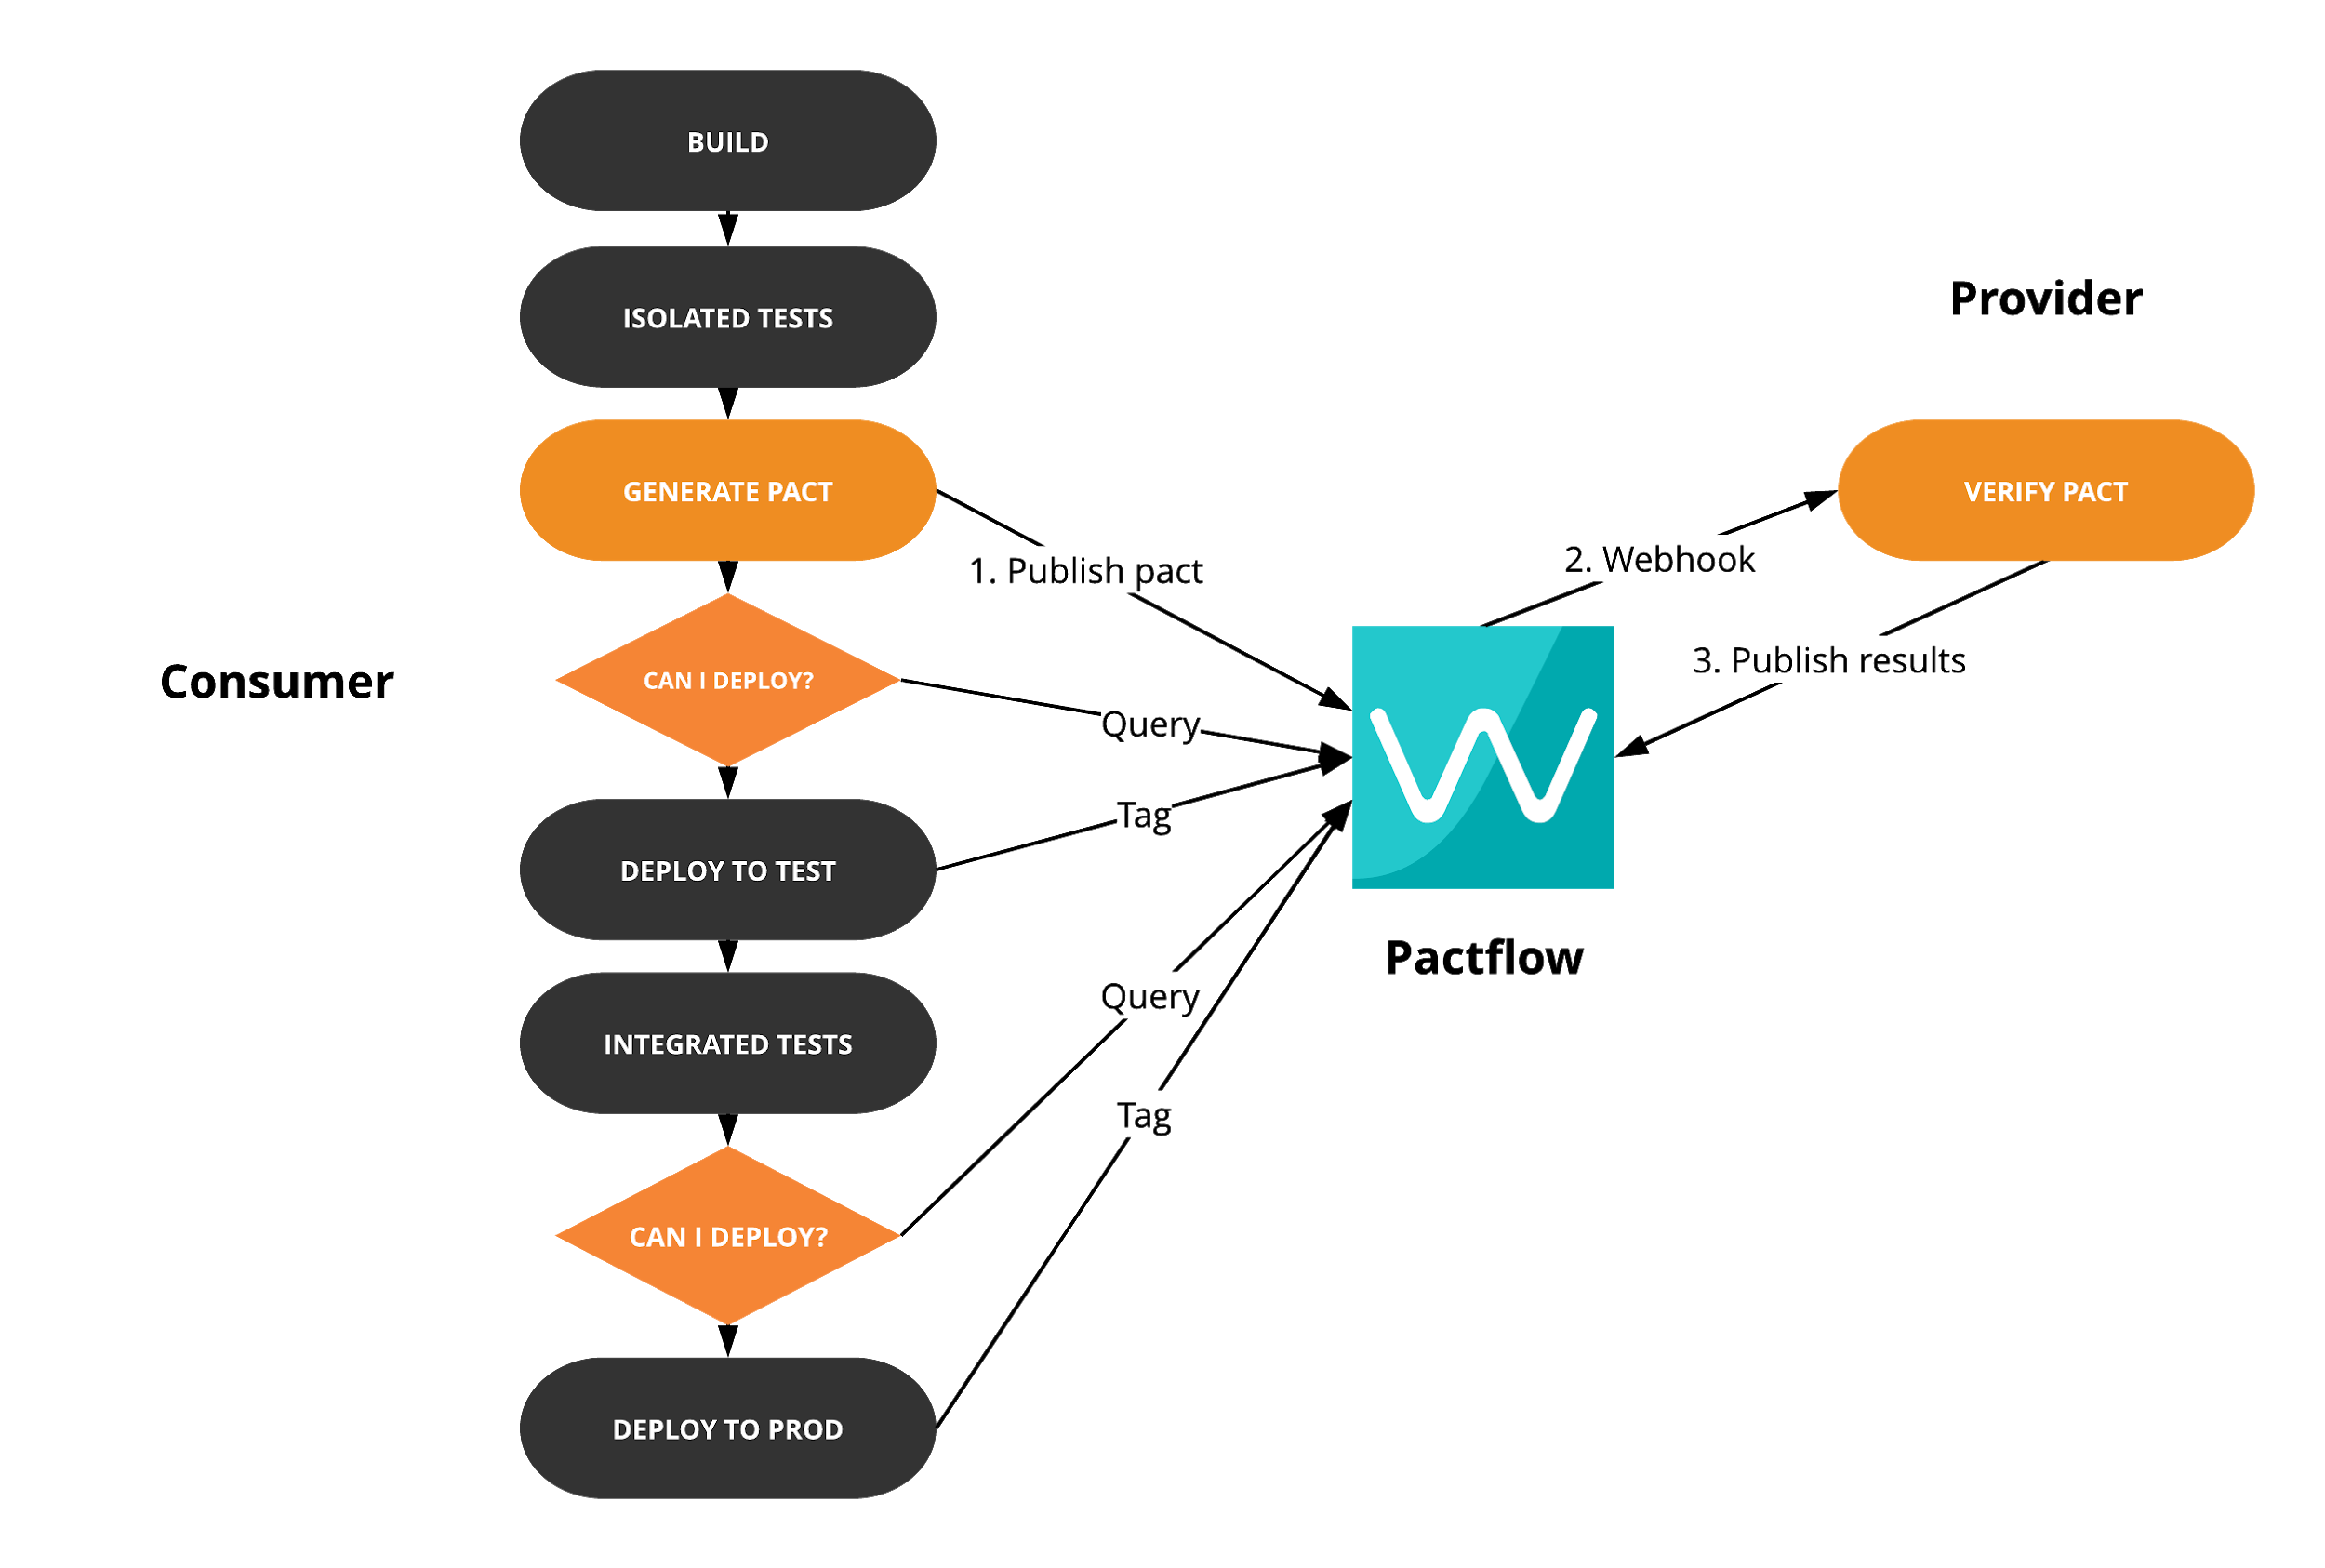 BUILD
ISOLATED TESTS
Provider
GENERATE PACT
VERIFY PACT
1. Publish pact
2. Webhook
3. Publish results
Consumer
CAN I DEPLOY?
Query
Tag
DEPLOY TO TEST
Pactflow
Query
INTEGRATED TESTS
Tag
CAN I DEPLOY?
DEPLOY TO PROD